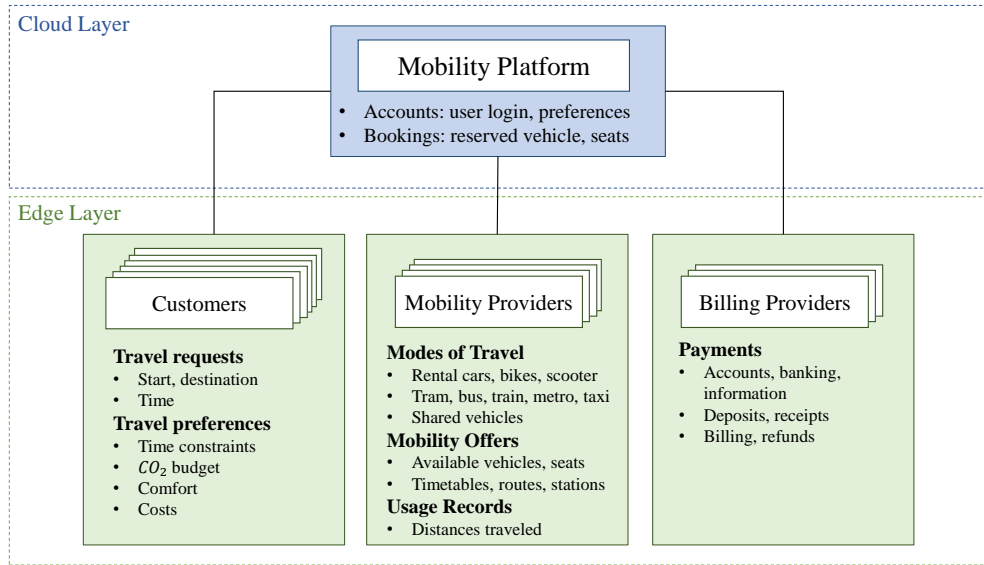 Cloud Layer
Mobility Platform
• Accounts: user login, preferences
• Bookings: reserved vehicle, seats
Edge Layer
Customers
Travel requests
• Start, destination
• Time
Travel preferences
• Time constraints
• CO₂ budget
• Comfort
• Costs
Mobility Providers
Modes of Travel
• Rental cars, bikes, scooter
• Tram, bus, train, metro, taxi
• Shared vehicles
Mobility Offers
• Available vehicles, seats
• Timetables, routes, stations
Usage Records
• Distances traveled
Billing Providers
Payments
• Accounts, banking,
information
• Deposits, receipts
• Billing, refunds